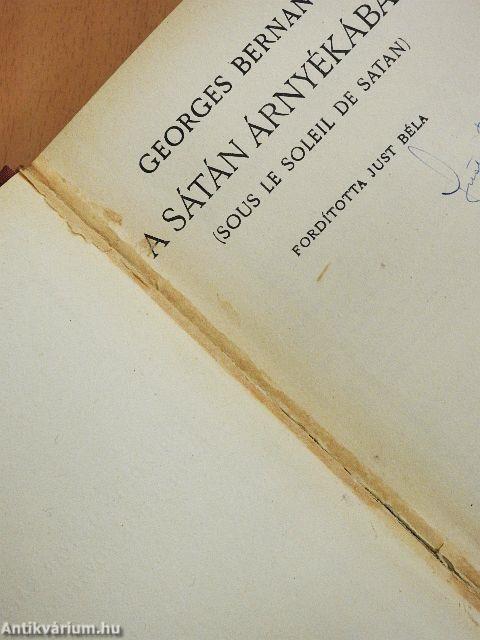 GEORGES BERNAN
A SÁTÁN ÁRNYÉKÁBA
(SOUS LE SOLEIL DE SATAN)
FORDÍTOTTA JUST BÉLA
Antikvárium.hu